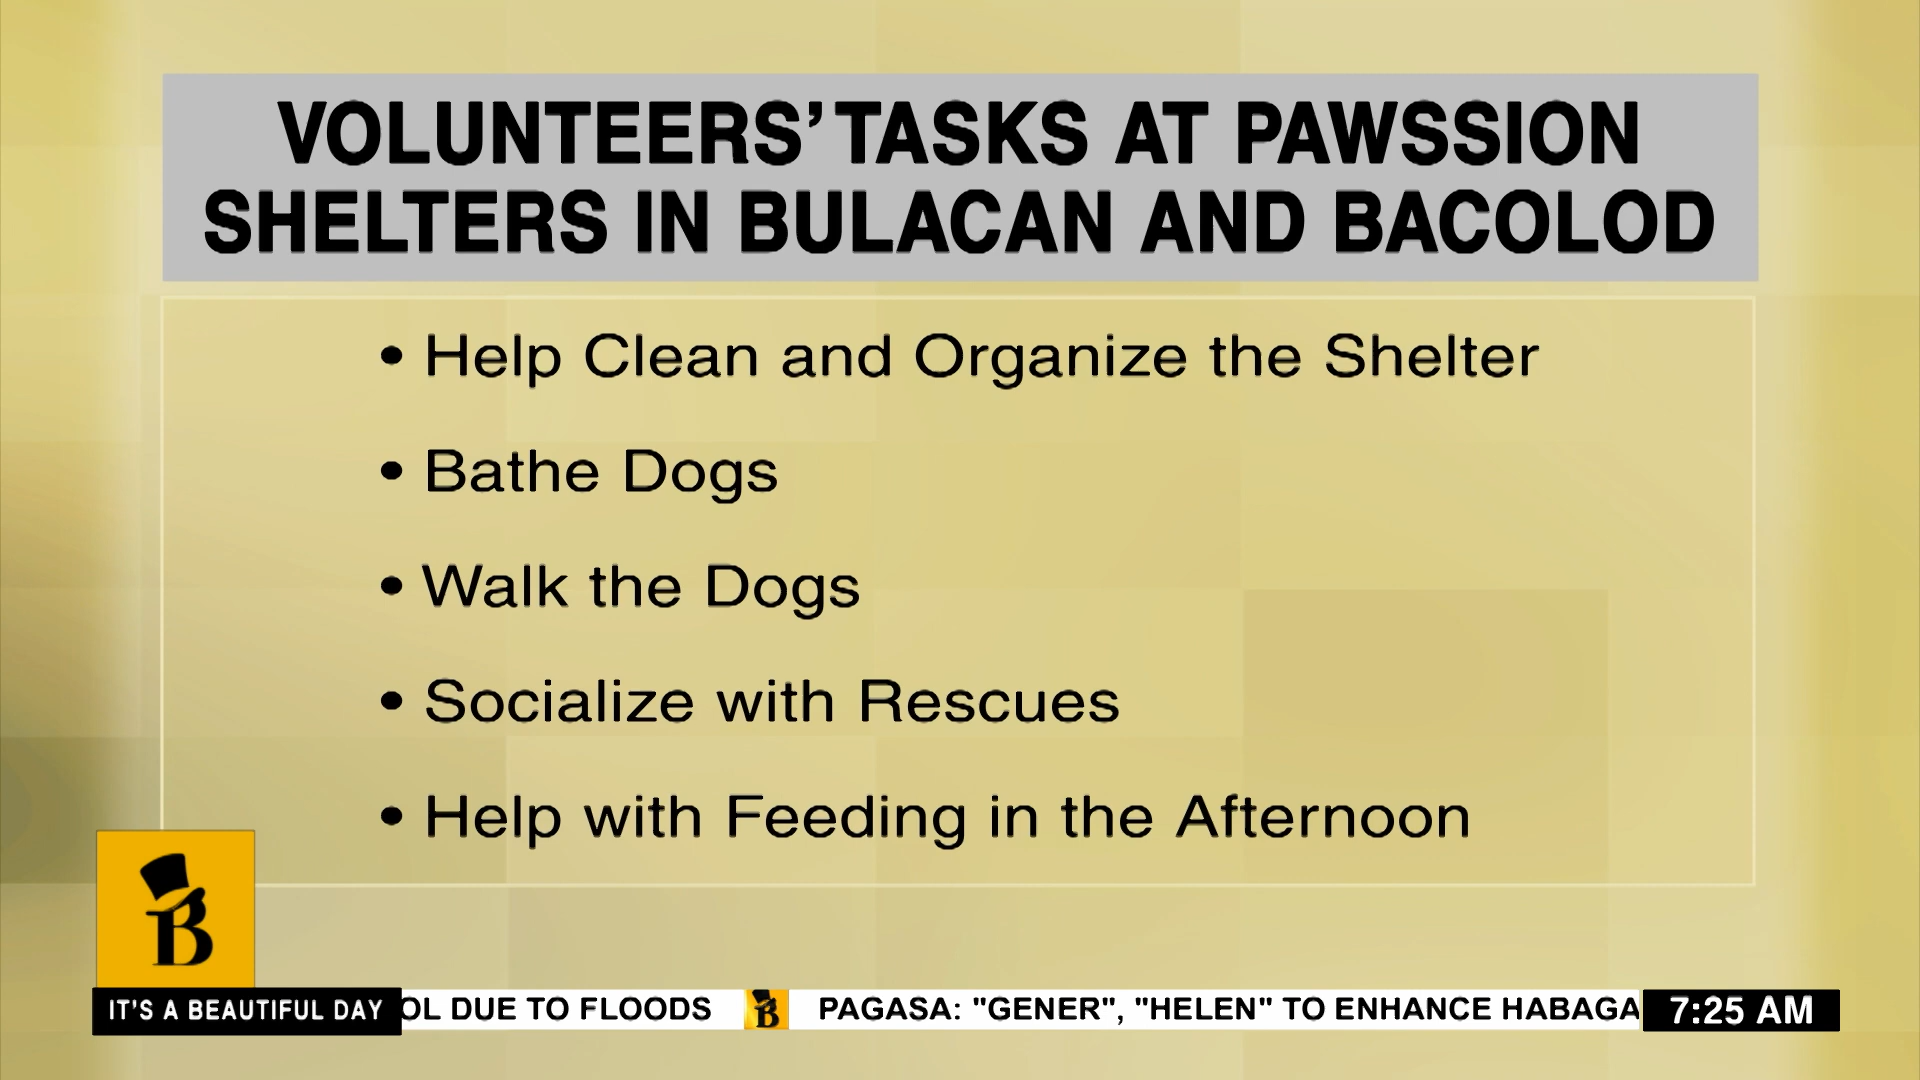 VOLUNTEERS' TASKS AT PAWSSION
SHELTERS IN BULACAN AND BACOLOD
• Help Clean and Organize the Shelter
• Bathe Dogs
• Walk the Dogs
• Socialize with Rescues
• Help with Feeding in the Afternoon
B
IT'S A BEAUTIFUL DAY OL DUE TO FLOODS B PAGASA: "GENER", "HELEN" TO ENHANCE HABAGA 7:25 AM